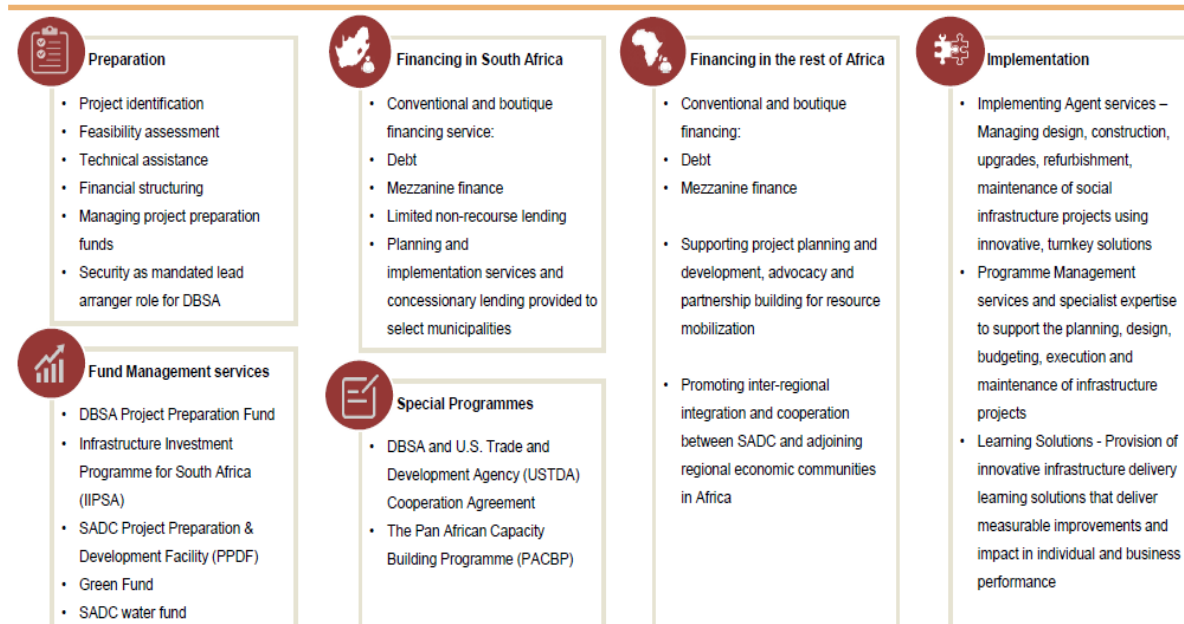 Preparation
• Project identification
• Feasibility assessment
• Technical assistance
• Financial structuring
• Managing project preparation
funds
• Security as mandated lead
arranger role for DBSA
Fund Management services
• DBSA Project Preparation Fund
• Infrastructure Investment
Programme for South Africa
(IIPSA)
• SADC Project Preparation &
Development Facility (PPDF)
• Green Fund
• SADC water fund
Financing in South Africa
• Conventional and boutique
financing service:
• Debt
• Mezzanine finance
• Limited non-recourse lending
• Planning and
implementation services and
concessionary lending provided to
select municipalities
Special Programmes
• DBSA and U.S. Trade and
Development Agency (USTDA)
Cooperation Agreement
• The Pan African Capacity
Building Programme (PACBP)
Financing in the rest of Africa
• Conventional and boutique
financing:
• Debt
• Mezzanine finance
• Supporting project planning and
development, advocacy and
partnership building for resource
mobilization
• Promoting inter-regional
integration and cooperation
between SADC and adjoining
regional economic communities
in Africa
Implementation
• Implementing Agent services –
Managing design, construction,
upgrades, refurbishment,
maintenance of social
infrastructure projects using
innovative, turnkey solutions
• Programme Management
services and specialist expertise
to support the planning, design,
budgeting, execution and
maintenance of infrastructure
projects
• Learning Solutions - Provision of
innovative infrastructure delivery
learning solutions that deliver
measurable improvements and
impact in individual and business
performance